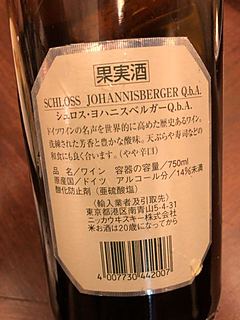 果実酒
SCHLOSS JOHANNISBERGER Q.b.A.
シュロス・ヨハニスベルガーQ.b.A.
ドイツワインの名声を世界的に高めた歴史あるワイン。
洗練された芳香と豊かな酸味。天ぷらや寿司などの
和食にも良く合います。(やや辛口)
品名/ワイン 容器の容量/750ml
原産国/ドイツ アルコール分/14%未満
酸化防止剤(亜硫酸塩)
(輸入業者及引取先)
東京都港区南青山5-4-31
ニッカウヰスキー株式会社
※お酒は20歳になってから
4 007730 442007